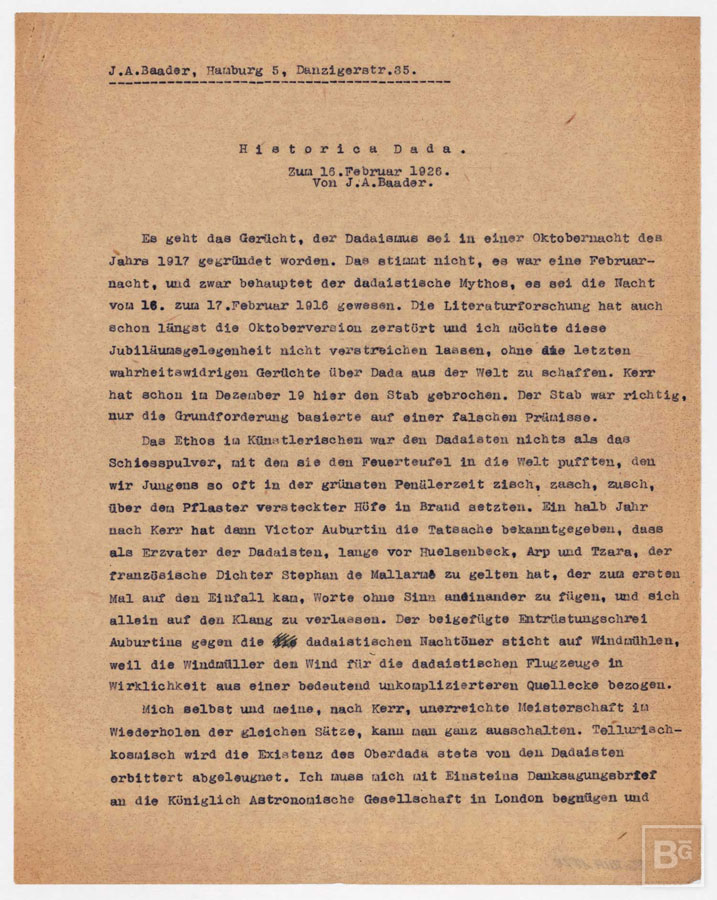 J.A.Baader, Hamburg 5, Danzigerstr.35.
Historica Dada.
Zum 16.Februar 1926.
Von J.A.Baader.
Es geht das Gerücht, der Dadaismus sei in einer Oktobernacht des
Jahrs 1917 gegründet worden. Das stimmt nicht, es war eine Februar-
nacht, und zwar behauptet der dadaistische Mythos, es sei die Nacht
vom 16. zum 17.Februar 1916 gewesen. Die Literaturforschung hat auch
schon längst die Oktoberversion zerstört und ich möchte diese
Jubiläumsgelegenheit nicht verstreichen lassen, ohne die letzten
wahrheitswidrigen Gerüchte über Dada aus der Welt zu schaffen. Kerr
hat schon im Dezember 19 hier den Stab gebrochen. Der Stab war richtig,
nur die Grundforderung basierte auf einer falschen Prämisse.
Das Ethos im Künstlerischen war den Dadaisten nichts als das
Schiesspulver, mit dem sie den Feuerteufel in die Welt pufften, den
wir Jungens so oft in der grünsten Penälerzeit zisch, zasch, zusch,
über dem Pflaster versteckter Höfe in Brand setzten. Ein halb Jahr
nach Kerr hat dann Victor Auburtin die Tatsache bekanntgegeben, dass
als Erzvater der Dadaisten, lange vor Huelsenbeck, Arp und Tzara, der
französische Dichter Stephan de Mallarmé zu gelten hat, der zum ersten
Mal auf den Einfall kam, Worte ohne Sinn aneinander zu fügen, und sich
allein auf den Klang zu verlassen. Der beigefügte Entrüstungsschrei
Auburtins gegen die dadaistischen Nachtöner sticht auf Windmühlen,
weil die Windmüller den Wind für die dadaistischen Flugzeuge in
Wirklichkeit aus einer bedeutend unkomplizierteren Quellecke bezogen.
Mich selbst und meine, nach Kerr, unerreichte Meisterschaft im
Wiederholen der gleichen Sätze, kann man ganz ausschalten. Tellurisch-
kosmisch wird die Existenz des Oberdada stets von den Dadaisten
erbittert abgeleugnet. Ich muss mich mit Einsteins Danksagungsbrief
an die Königlich Astronomische Gesellschaft in London begnügen und
BG